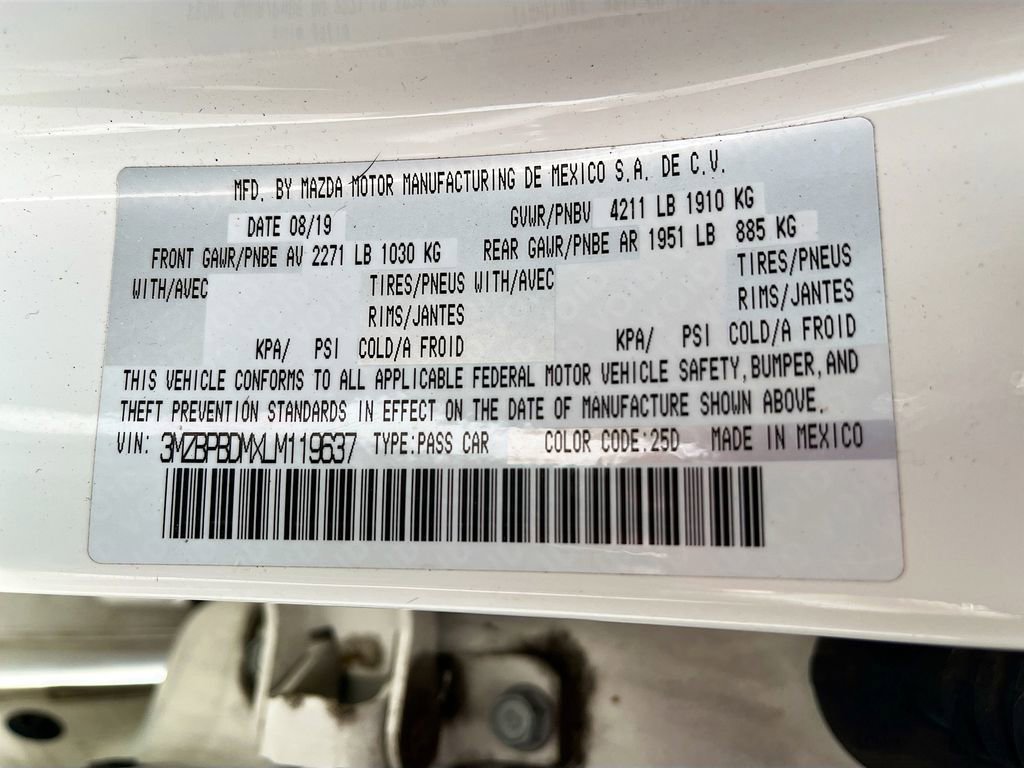 MFD. BY MAZDA MOTOR MANUFACTURING DE MEXICO S.A. DE C.V.
DATE 08/19 GVWR/PNBV 4211 LB 1910 KG
FRONT GAWR/PNBE AV 2271 LB 1030 KG REAR GAWR/PNBE AR 1951 LB 885 KG
WITH/AVEC TIRES/PNEUS WITH/AVEC TIRES/PNEUS
RIMS/JANTES RIMS/JANTES
KPA/ PSI COLD/A FROID KPA/ PSI COLD/A FROID
THIS VEHICLE CONFORMS TO ALL APPLICABLE FEDERAL MOTOR VEHICLE SAFETY, BUMPER, AND
THEFT PREVENTION STANDARDS IN EFFECT ON THE DATE OF MANUFACTURE SHOWN ABOVE.
VIN: 3MZBPBDMXLM119637 TYPE:PASS CAR COLOR CODE:25D MADE IN MEXICO